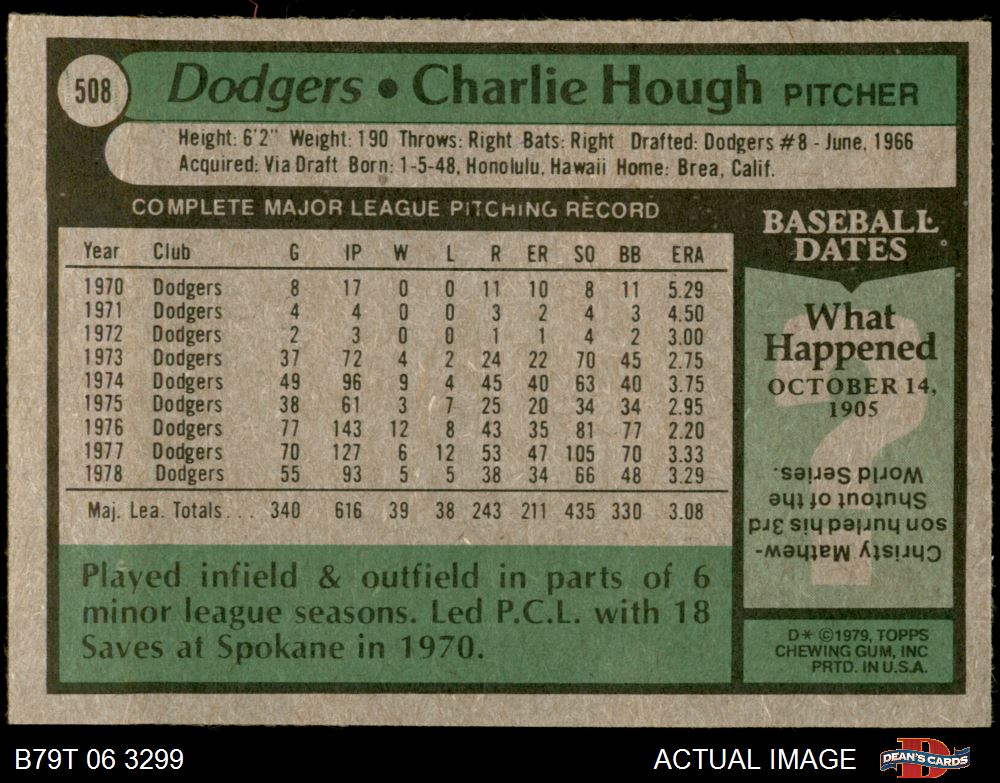 508
Dodgers • Charlie Hough PITCHER
Height: 6'2" Weight: 190 Throws: Right Bats: Right Drafted: Dodgers #8 - June, 1966
Acquired: Via Draft Born: 1-5-48, Honolulu, Hawaii Home: Brea, Calif.
COMPLETE MAJOR LEAGUE PITCHING RECORD
Year Club G IP W L R ER SO BB ERA
1970 Dodgers 8 17 0 0 11 10 8 11 5.29
1971 Dodgers 4 4 0 0 3 2 4 3 4.50
1972 Dodgers 2 3 0 0 1 1 4 2 3.00
1973 Dodgers 37 72 4 2 24 22 70 45 2.75
1974 Dodgers 49 96 9 4 45 40 63 40 3.75
1975 Dodgers 38 61 3 7 25 20 34 34 2.95
1976 Dodgers 77 143 12 8 43 35 81 77 2.20
1977 Dodgers 70 127 6 12 53 47 105 70 3.33
1978 Dodgers 55 93 5 5 38 34 66 48 3.29
Maj. Lea. Totals... 340 616 39 38 243 211 435 330 3.08
Played infield & outfield in parts of 6
minor league seasons. Led P.C.L. with 18
Saves at Spokane in 1970.
BASEBALL
DATES
What
Happened
OCTOBER 14,
1905
?
Christy Mathew-
son hurled his 3rd
Shutout of the
World Series.
D* ©1979, TOPPS
CHEWING GUM, INC
PRTD. IN U.S.A.
B79T 06 3299
ACTUAL IMAGE
D
DEAN'S CARDS